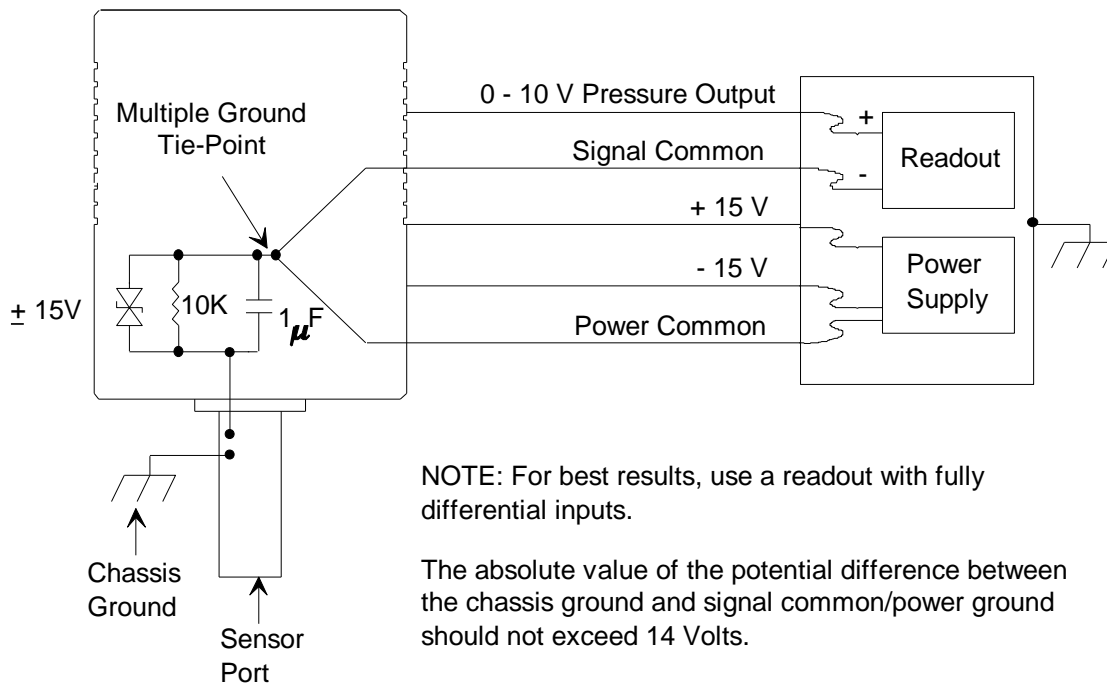 0 - 10 V Pressure Output
Multiple Ground
Tie-Point
Signal Common
+ 15 V
- 15 V
Power Common
+
-
Readout
Power
Supply
± 15V
10K
1 μF
Chassis
Ground
Sensor
Port
NOTE: For best results, use a readout with fully
differential inputs.
The absolute value of the potential difference between
the chassis ground and signal common/power ground
should not exceed 14 Volts.